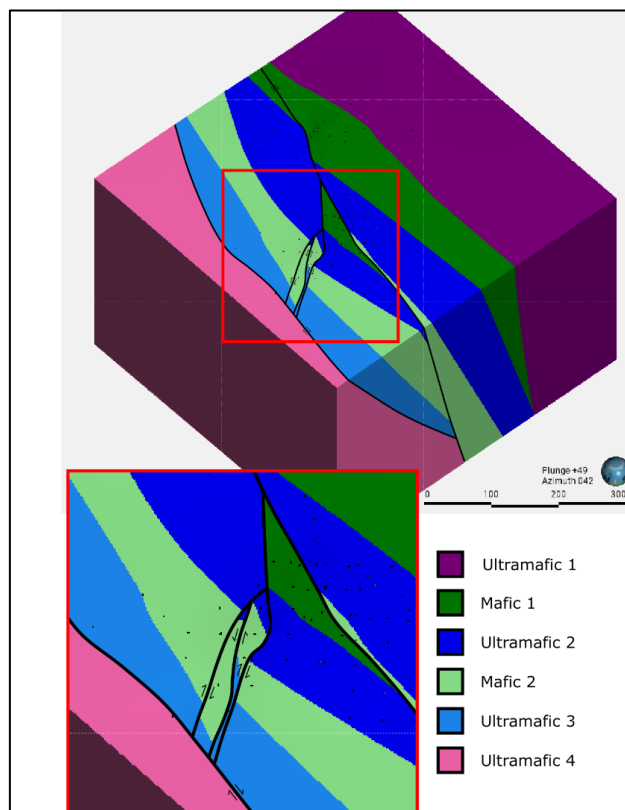 Plunge +49
Azimuth 042
0 100 200 300
Ultramafic 1
Mafic 1
Ultramafic 2
Mafic 2
Ultramafic 3
Ultramafic 4